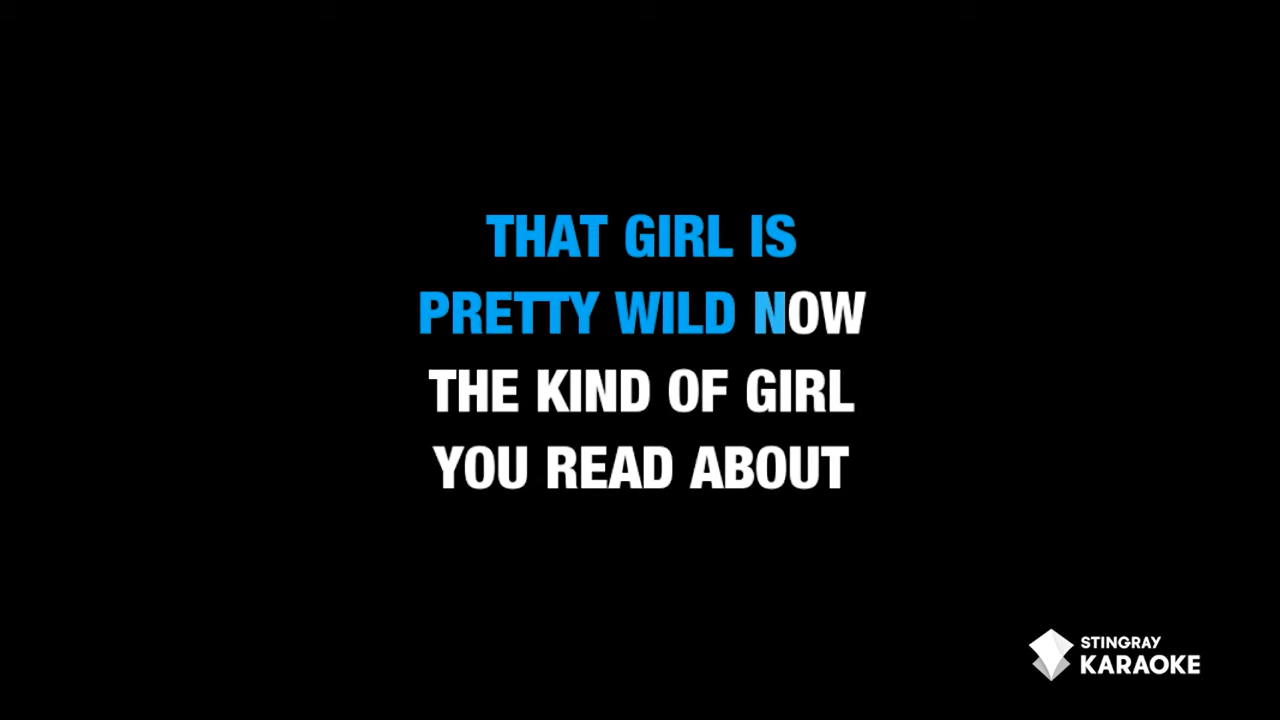 THAT GIRL IS
PRETTY WILD NOW
THE KIND OF GIRL
YOU READ ABOUT
STINGRAY
KARAOKE